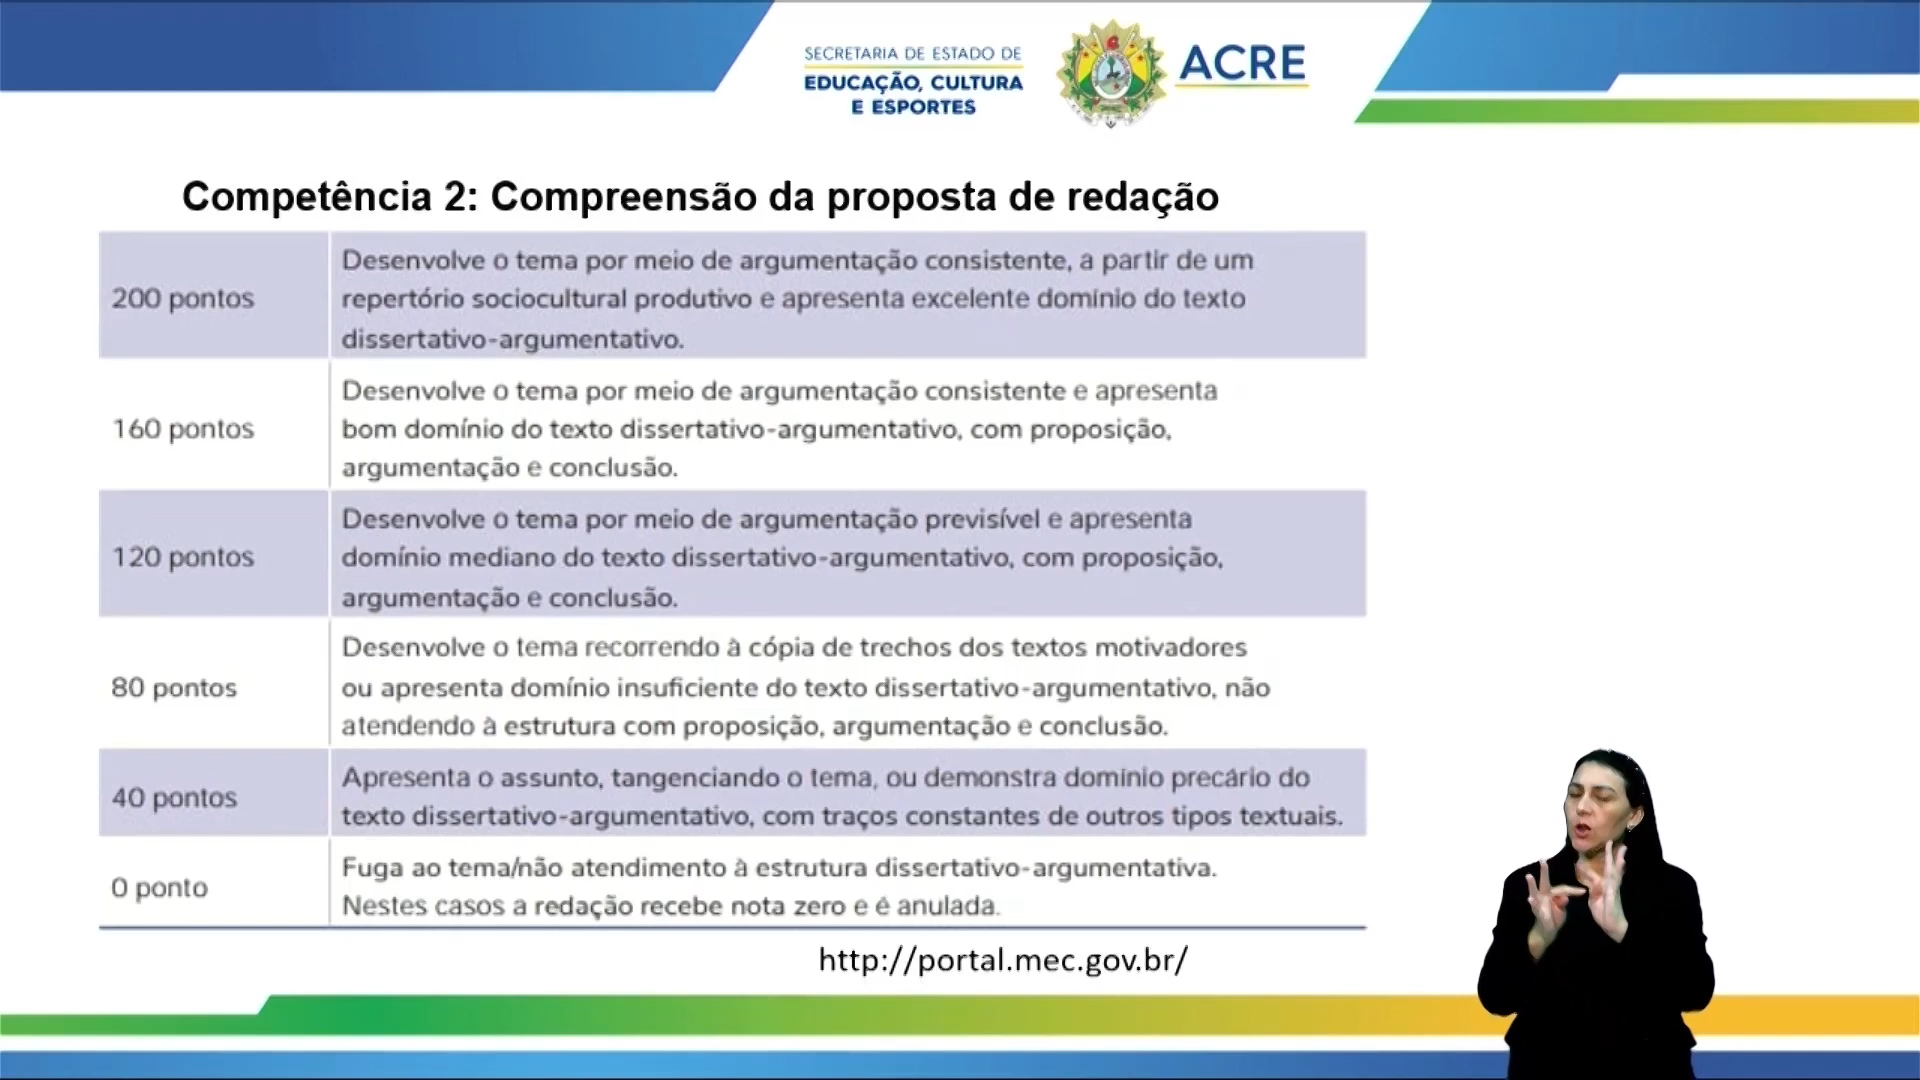 SECRETARIA DE ESTADO DE
EDUCAÇÃO, CULTURA
E ESPORTES
ACRE
Competência 2: Compreensão da proposta de redação
200 pontos
Desenvolve o tema por meio de argumentação consistente, a partir de um
repertório sociocultural produtivo e apresenta excelente domínio do texto
dissertativo-argumentativo.
160 pontos
Desenvolve o tema por meio de argumentação consistente e apresenta
bom domínio do texto dissertativo-argumentativo, com proposição,
argumentação e conclusão.
120 pontos
Desenvolve o tema por meio de argumentação previsível e apresenta
domínio mediano do texto dissertativo-argumentativo, com proposição,
argumentação e conclusão.
80 pontos
Desenvolve o tema recorrendo à cópia de trechos dos textos motivadores
ou apresenta domínio insuficiente do texto dissertativo-argumentativo, não
atendendo à estrutura com proposição, argumentação e conclusão.
40 pontos
Apresenta o assunto, tangenciando o tema, ou demonstra domínio precário do
texto dissertativo-argumentativo, com traços constantes de outros tipos textuais.
0 ponto
Fuga ao tema/não atendimento à estrutura dissertativo-argumentativa.
Nestes casos a redação recebe nota zero e é anulada.
http://portal.mec.gov.br/